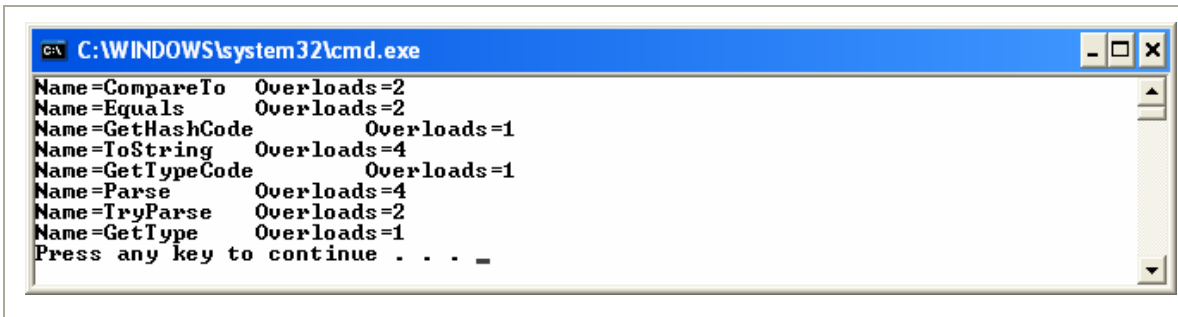 C:\WINDOWS\system32\cmd.exe
Name=CompareTo  Overloads=2
Name=Equals     Overloads=2
Name=GetHashCode        Overloads=1
Name=ToString   Overloads=4
Name=GetTypeCode        Overloads=1
Name=Parse      Overloads=4
Name=TryParse   Overloads=2
Name=GetType    Overloads=1
Press any key to continue . . . _